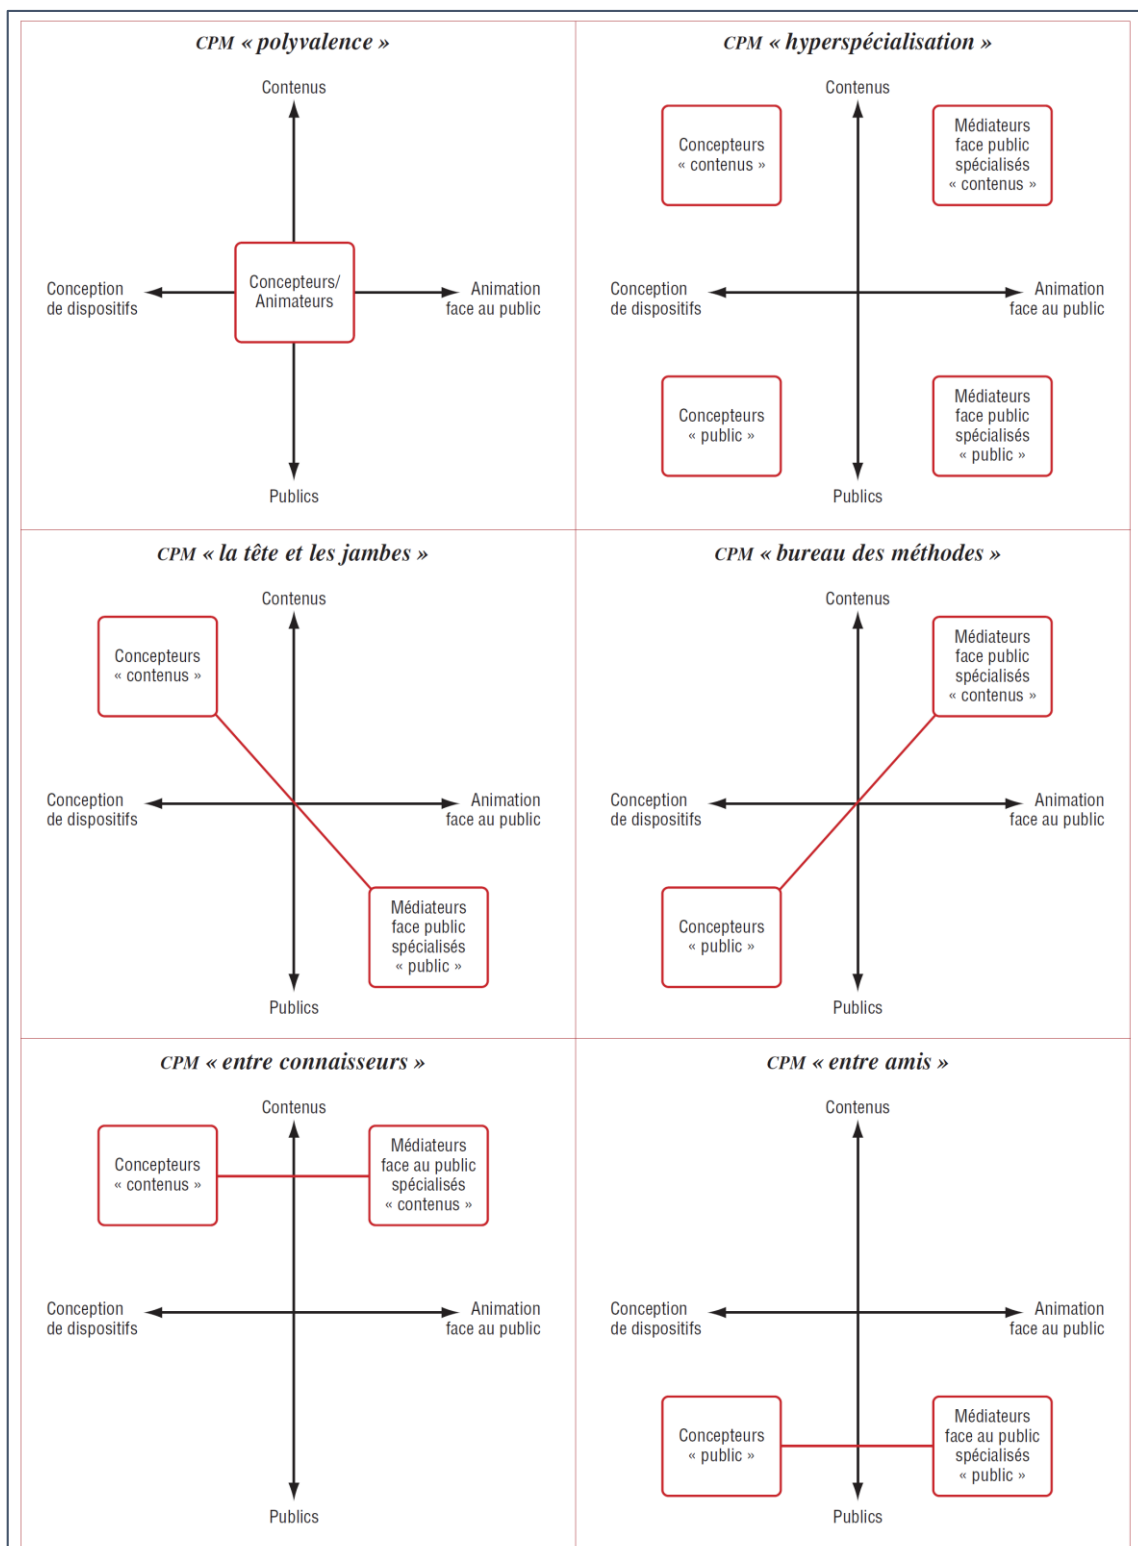 CPM « polyvalence »
Contenus
Conception
de dispositifs
Concepteurs/
Animateurs
Animation
face au public
Publics
CPM « hyperspécialisation »
Contenus
Concepteurs
« contenus »
Médiateurs
face public
spécialisés
« contenus »
Conception
de dispositifs
Animation
face au public
Concepteurs
« public »
Médiateurs
face public
spécialisés
« public »
Publics
CPM « la tête et les jambes »
Contenus
Concepteurs
« contenus »
Conception
de dispositifs
Animation
face au public
Médiateurs
face public
spécialisés
« public »
Publics
CPM « bureau des méthodes »
Contenus
Médiateurs
face public
spécialisés
« contenus »
Conception
de dispositifs
Animation
face au public
Concepteurs
« public »
Publics
CPM « entre connaisseurs »
Contenus
Concepteurs
« contenus »
Médiateurs
face au public
spécialisés
« contenus »
Conception
de dispositifs
Animation
face au public
Publics
CPM « entre amis »
Contenus
Conception
de dispositifs
Animation
face au public
Concepteurs
« public »
Médiateurs
face au public
spécialisés
« public »
Publics